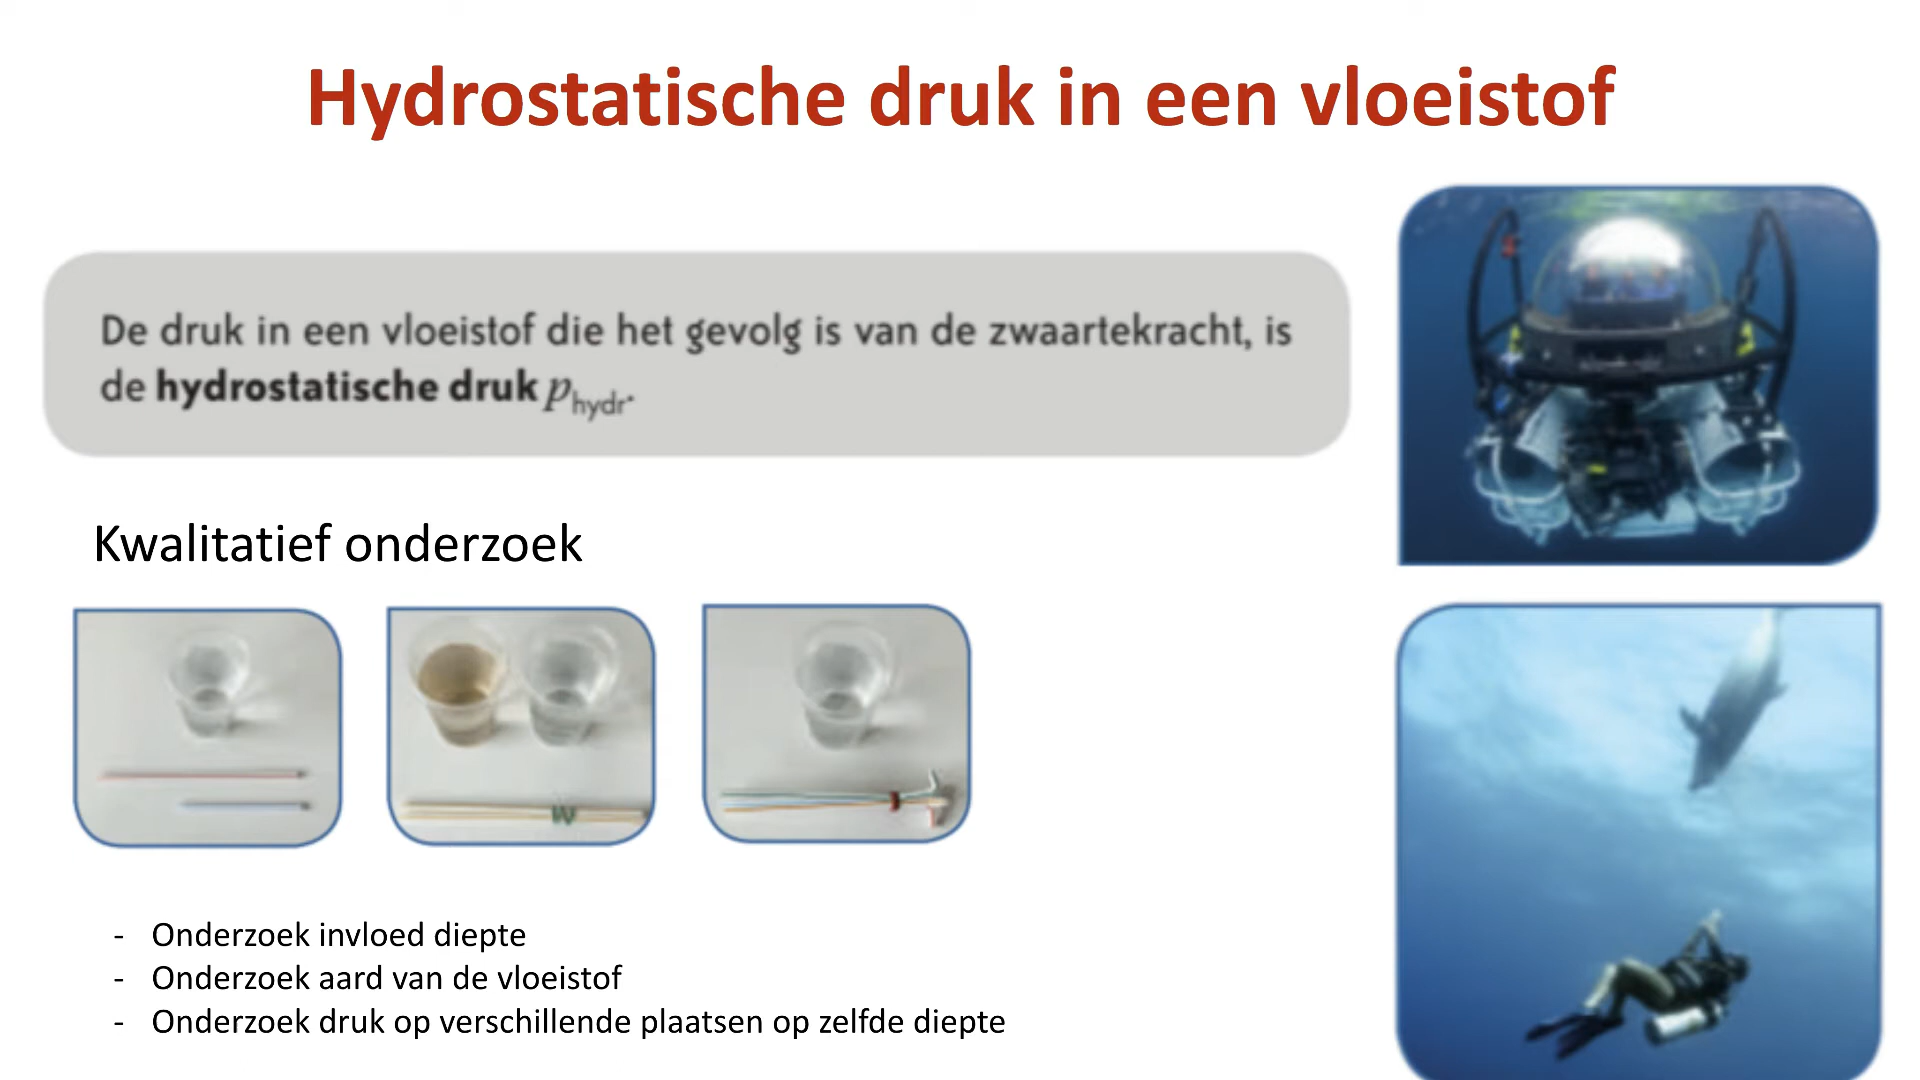 Hydrostatische druk in een vloeistof
De druk in een vloeistof die het gevolg is van de zwaartekracht, is
de hydrostatische druk p hydr.
Kwalitatief onderzoek
- Onderzoek invloed diepte
- Onderzoek aard van de vloeistof
- Onderzoek druk op verschillende plaatsen op zelfde diepte